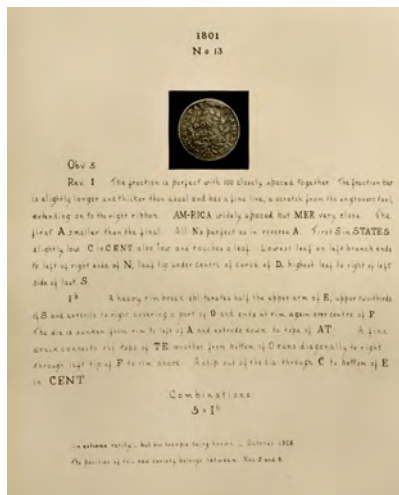 1801
No 13
Obv 5.
Rev. I The fraction is perfect with 100 closely spaced together. The fraction bar
is slightly longer and thicker than usual and has a fine line, a scratch from the engravers tool,
extending on to the right ribbon. AM-RICA widely spaced but MER very close. The
first A smaller than the final. All Ns perfect as in reverse A. First S in STATES
slightly low. C in CENT also low and touches a leaf. Lowest leaf on left branch ends
to left of right side of N, leaf tip under centre of curve of D, highest leaf to right of left
side of last S
I b A heavy rim break obliterates half the upper arm of E, upper two thirds
of S and extends to right covering a part of O and ends at rim again over centre of F
The die is sunken from rim to left of A and extends down to tops of AT. A fine
crack connects the tops of TE another from bottom of O runs diagonally to right
through left tip of F to rim above. A chip out of the die through C to bottom of E
in CENT
Combinations
5 - I b
in extreme rarity - but one example being known - October 1928
The position of this new variety belongs between Nos 5 and 6.